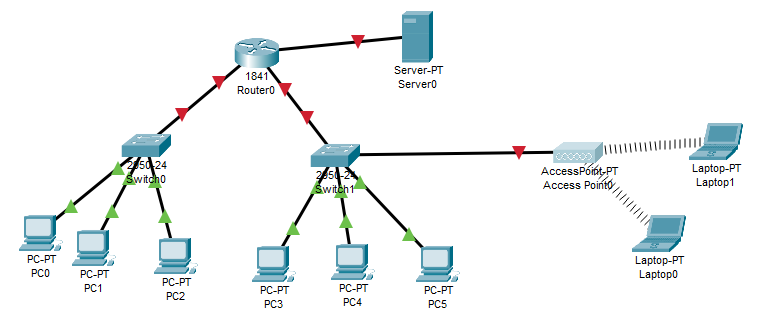 Server-PT
Server0
1841
Router0
2950-24
Switch0
2950-24
Switch1
AccessPoint-PT
Access Point0
Laptop-PT
Laptop1
Laptop-PT
Laptop0
PC-PT
PC0
PC-PT
PC1
PC-PT
PC2
PC-PT
PC3
PC-PT
PC4
PC-PT
PC5